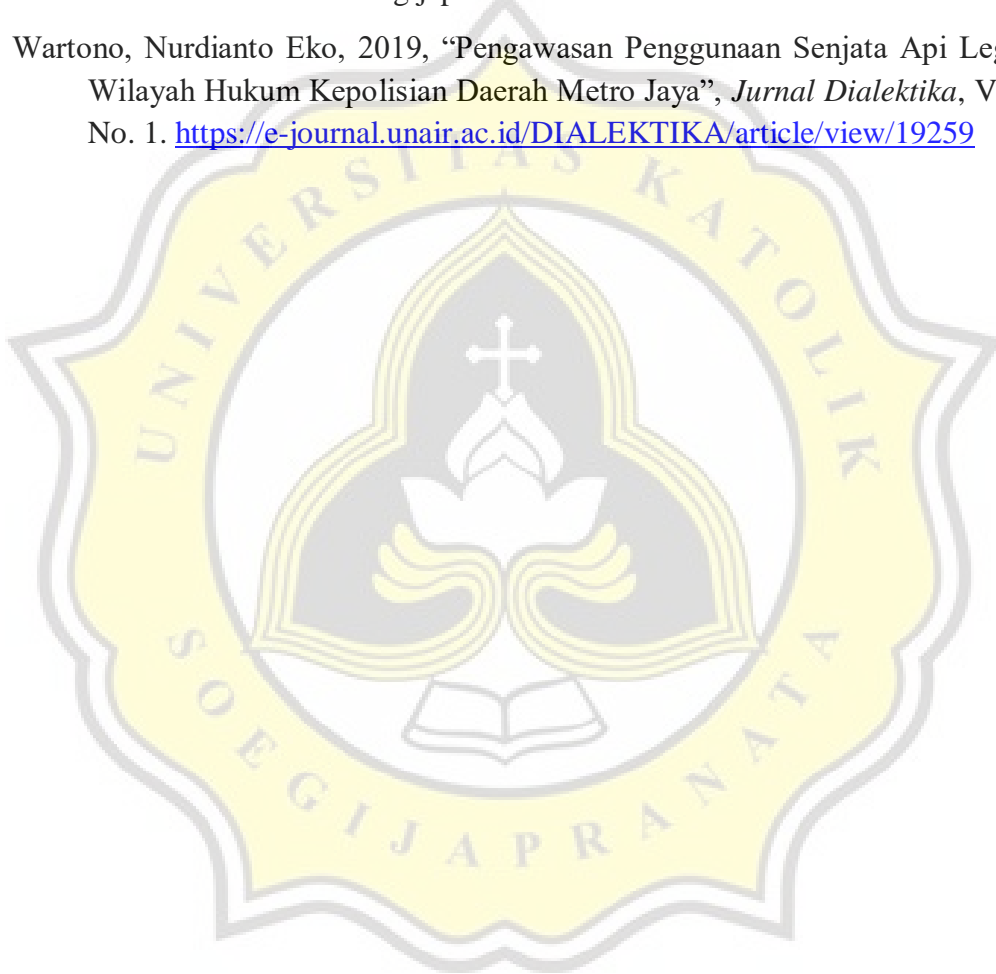 gijap
Wartono, Nurdianto Eko, 2019, “Pengawasan Penggunaan Senjata Api Leg
Wilayah Hukum Kepolisian Daerah Metro Jaya”, Jurnal Dialektika, V
No. 1. https://e-journal.unair.ac.id/DIALEKTIKA/article/view/19259
UNIVERSITAS KATOLIK
SOEGIJAPRANATA